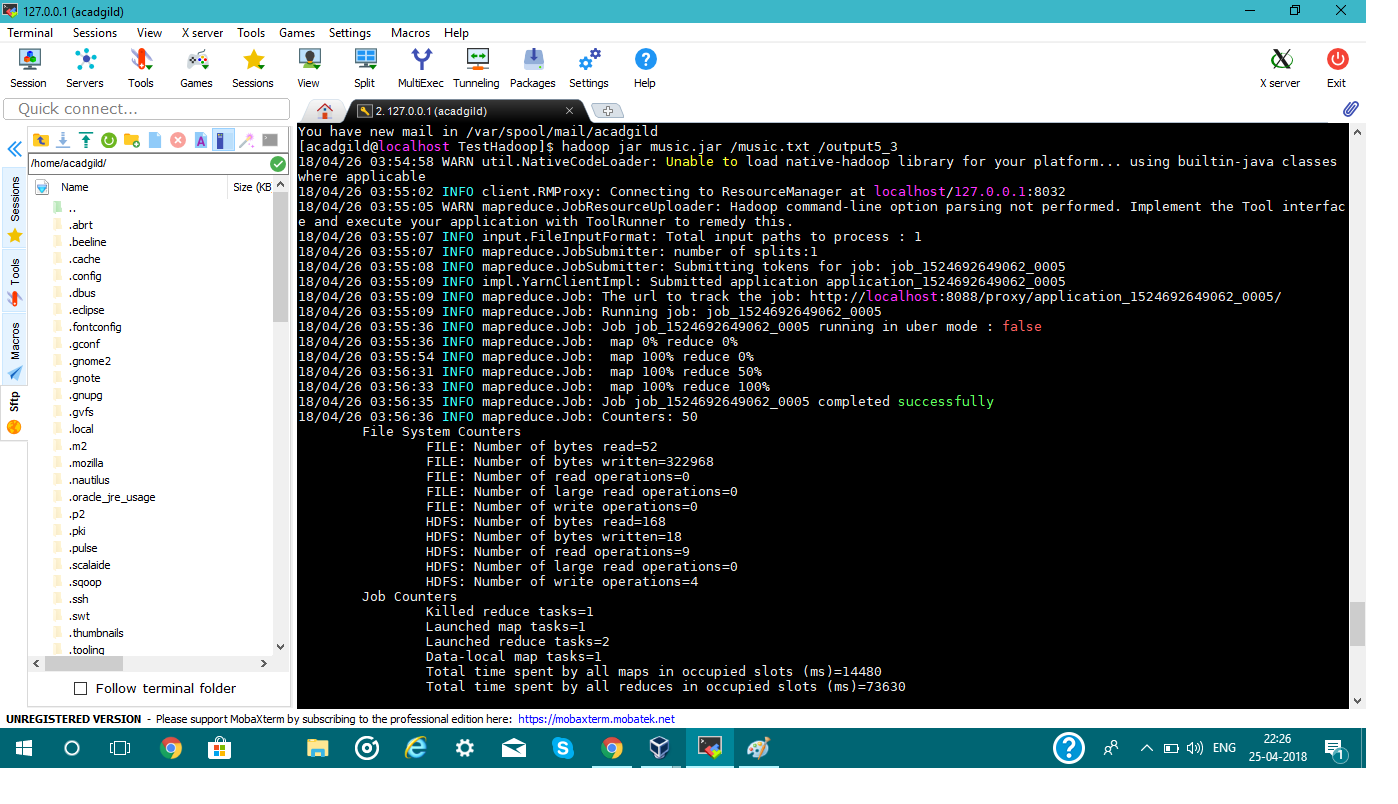 127.0.0.1 (acadgild)
Terminal Sessions View X server Tools Games Settings Macros Help
Session Servers Tools Games Sessions View Split MultiExec Tunneling Packages Settings Help X server Exit
Quick connect...
2. 127.0.0.1 (acadgild)
/home/acadgild/
Name Size (KB
..
.abrt
.beeline
.cache
.config
.dbus
.eclipse
.fontconfig
.gconf
.gnome2
.gnote
.gnupg
.gvfs
.local
.m2
.mozilla
.nautilus
.oracle_jre_usage
.p2
.pki
.pulse
.scalaide
.sqoop
.ssh
.swt
.thumbnails
.tooling
Follow terminal folder
Sessions
Tools
Macros
Sftp
You have new mail in /var/spool/mail/acadgild
[acadgild@localhost TestHadoop]$ hadoop jar music.jar /music.txt /output5_3
18/04/26 03:54:58 WARN util.NativeCodeLoader: Unable to load native-hadoop library for your platform... using builtin-java classes
where applicable
18/04/26 03:55:02 INFO client.RMProxy: Connecting to ResourceManager at localhost/127.0.0.1:8032
18/04/26 03:55:05 WARN mapreduce.JobResourceUploader: Hadoop command-line option parsing not performed. Implement the Tool interfac
e and execute your application with ToolRunner to remedy this.
18/04/26 03:55:07 INFO input.FileInputFormat: Total input paths to process : 1
18/04/26 03:55:07 INFO mapreduce.JobSubmitter: number of splits:1
18/04/26 03:55:08 INFO mapreduce.JobSubmitter: Submitting tokens for job: job_1524692649062_0005
18/04/26 03:55:09 INFO impl.YarnClientImpl: Submitted application application_1524692649062_0005
18/04/26 03:55:09 INFO mapreduce.Job: The url to track the job: http://localhost:8088/proxy/application_1524692649062_0005/
18/04/26 03:55:09 INFO mapreduce.Job: Running job: job_1524692649062_0005
18/04/26 03:55:36 INFO mapreduce.Job: Job job_1524692649062_0005 running in uber mode : false
18/04/26 03:55:36 INFO mapreduce.Job:  map 0% reduce 0%
18/04/26 03:55:54 INFO mapreduce.Job:  map 100% reduce 0%
18/04/26 03:56:31 INFO mapreduce.Job:  map 100% reduce 50%
18/04/26 03:56:33 INFO mapreduce.Job:  map 100% reduce 100%
18/04/26 03:56:35 INFO mapreduce.Job: Job job_1524692649062_0005 completed successfully
18/04/26 03:56:36 INFO mapreduce.Job: Counters: 50
File System Counters
FILE: Number of bytes read=52
FILE: Number of bytes written=322968
FILE: Number of read operations=0
FILE: Number of large read operations=0
FILE: Number of write operations=0
HDFS: Number of bytes read=168
HDFS: Number of bytes written=18
HDFS: Number of read operations=9
HDFS: Number of large read operations=0
HDFS: Number of write operations=4
Job Counters
Killed reduce tasks=1
Launched map tasks=1
Launched reduce tasks=2
Data-local map tasks=1
Total time spent by all maps in occupied slots (ms)=14480
Total time spent by all reduces in occupied slots (ms)=73630
UNREGISTERED VERSION - Please support MobaXterm by subscribing to the professional edition here: https://mobaxterm.mobatek.net
ENG
22:26
25-04-2018
1